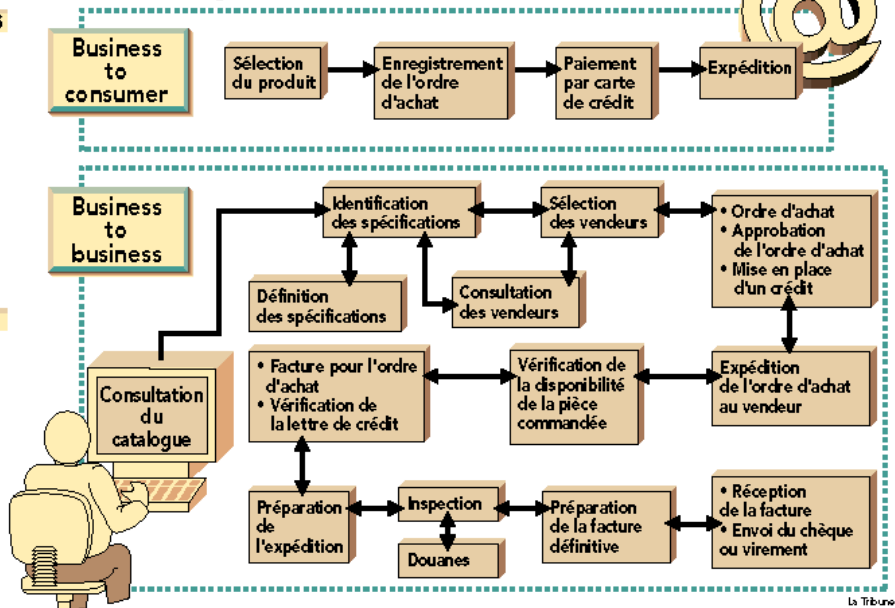 s
Business
to
consumer
Sélection
du produit
Enregistrement
de l'ordre
d'achat
Paiement
par carte
de crédit
Expédition
@
Business
to
business
Identification
des spécifications
Sélection
des vendeurs
• Ordre d'achat
• Approbation
de l'ordre d'achat
• Mise en place
d'un crédit
Définition
des spécifications
Consultation
des vendeurs
Consultation
du
catalogue
• Facture pour l'ordre
d'achat
• Vérification de
la lettre de crédit
Vérification de
la disponibilité
de la pièce
commandée
Expédition
de l'ordre d'achat
au vendeur
Préparation
de
l'expédition
Inspection
Douanes
Préparation
de la facture
définitive
• Réception
de la facture
• Envoi du chèque
ou virement
La Tribune